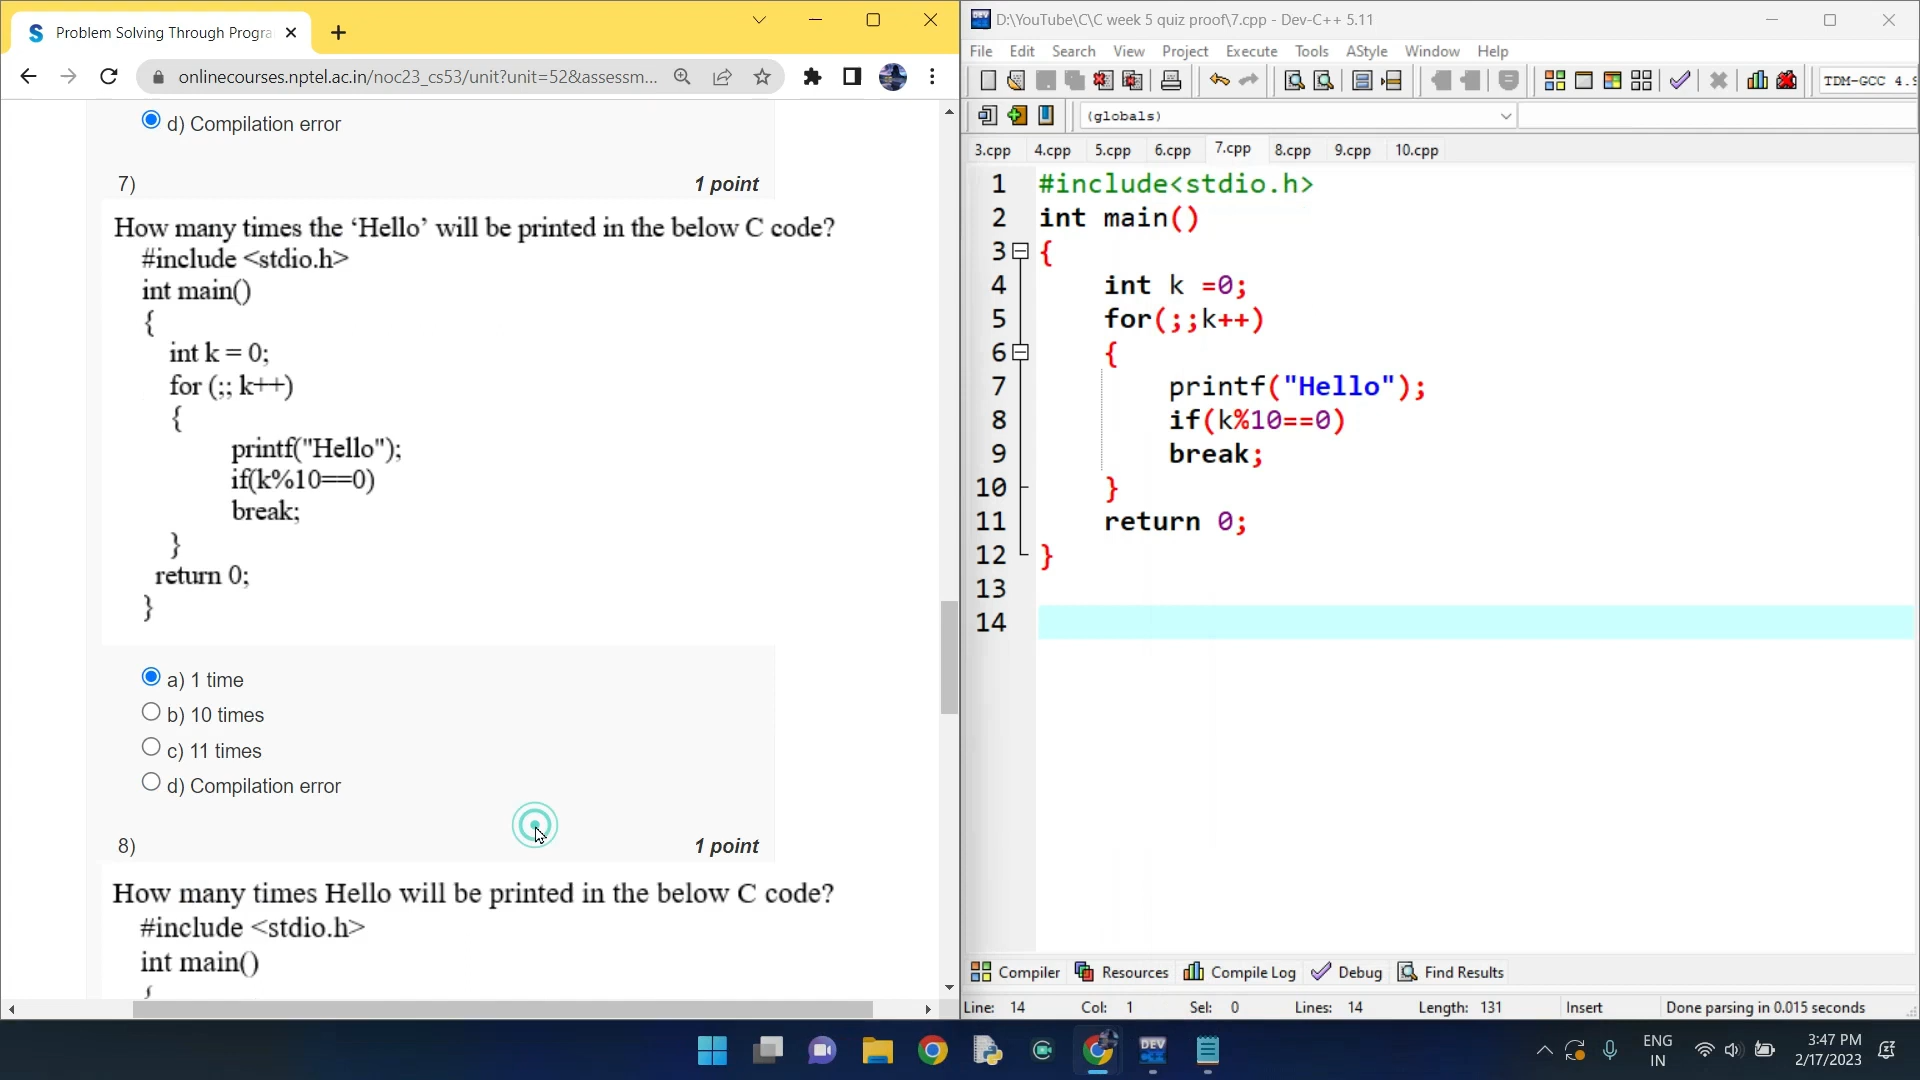 Problem Solving Through Progra
onlinecourses.nptel.ac.in/noc23_cs53/unit?unit=52&assessm...
d) Compilation error
7)
1 point
How many times the ‘Hello’ will be printed in the below C code?
#include <stdio.h>
int main()
{
int k = 0;
for (;; k++)
{
printf("Hello");
if(k%10==0)
break;
}
return 0;
}
a) 1 time
b) 10 times
c) 11 times
d) Compilation error
8)
1 point
How many times Hello will be printed in the below C code?
#include <stdio.h>
int main()
D:\YouTube\C\C week 5 quiz proof\7.cpp - Dev-C++ 5.11
File Edit Search View Project Execute Tools AStyle Window Help
TDM-GCC 4.9
(globals)
3.cpp 4.cpp 5.cpp 6.cpp 7.cpp 8.cpp 9.cpp 10.cpp
1 #include<stdio.h>
2 int main()
3 {
4 int k =0;
5 for(;;k++)
6 {
7 printf("Hello");
8 if(k%10==0)
9 break;
10 }
11 return 0;
12 }
13
14
Compiler Resources Compile Log Debug Find Results
Line: 14 Col: 1 Sel: 0 Lines: 14 Length: 131 Insert Done parsing in 0.015 seconds
DEV
ENG
IN
3:47 PM
2/17/2023